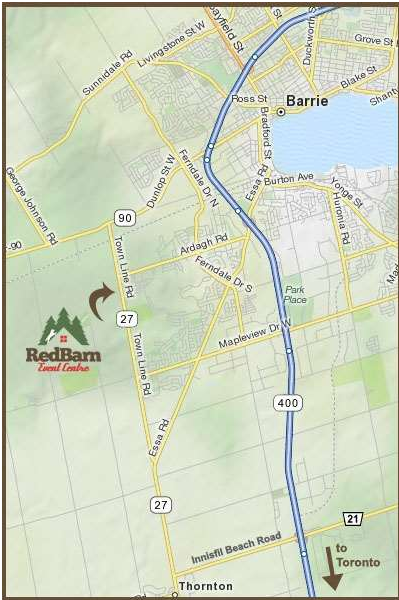 Bayfield St
Duckworth S
Grove St
Livingstone St W
Sunnidale Rd
Blake St
Shanty
Ross St
Barrie
Bradford St
Dunlop St W
Ferndale Dr N
Essa Rd
Burton Ave
Yonge St
Huronia Rd
George Johnson Rd
90
90
Town Line Rd
Ardagh Rd
Ferndale Dr S
Park
Place
27
RedBarn
Event Centre
Town Line Rd
Mapleview Dr W
400
Essa Rd
27
21
Innisfil Beach Road
to
Toronto
Thornton
Rd